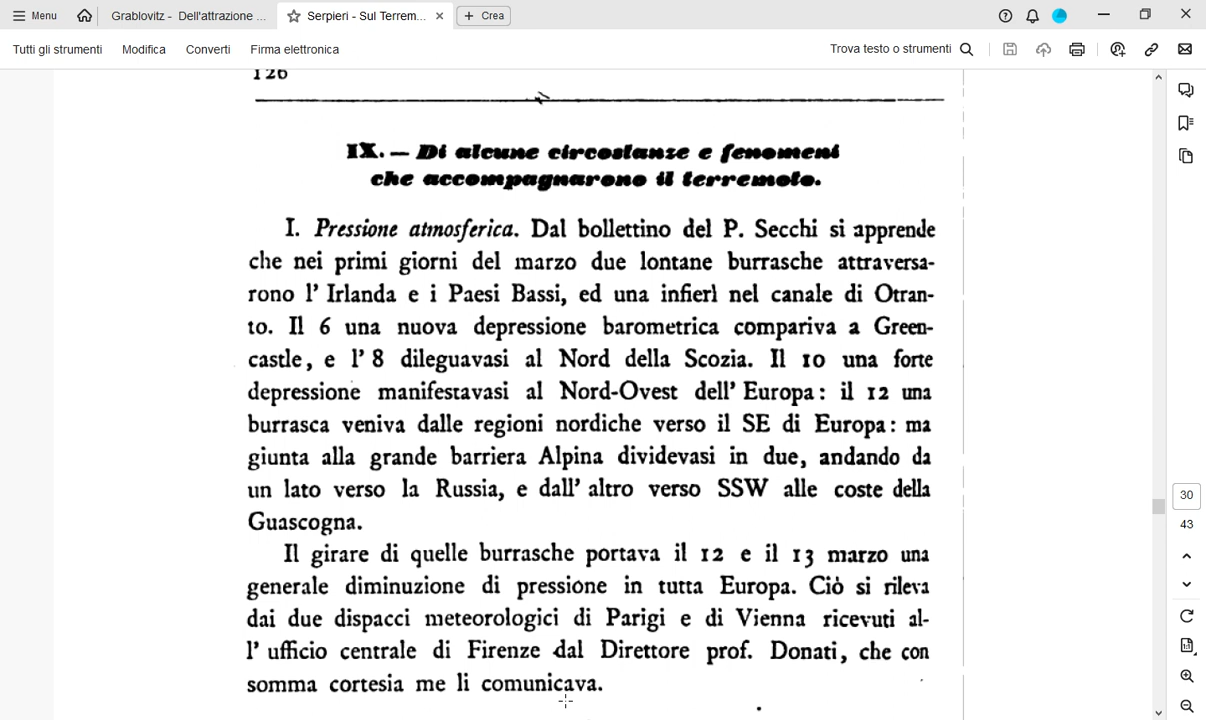 Menu
Grablovitz - Dell'attrazione ...
Serpieri - Sul Terrem...
Crea
Tutti gli strumenti
Modifica
Converti
Firma elettronica
Trova testo o strumenti
126
IX. — Di alcune circostanze e fenomeni
che accompagnarono il terremoto.
I. Pressione atmosferica. Dal bollettino del P. Secchi si apprende
che nei primi giorni del marzo due lontane burrasche attraversa-
rono l' Irlanda e i Paesi Bassi, ed una infierì nel canale di Otran-
to. Il 6 una nuova depressione barometrica compariva a Green-
castle, e l' 8 dileguavasi al Nord della Scozia. Il 10 una forte
depressione manifestavasi al Nord-Ovest dell' Europa: il 12 una
burrasca veniva dalle regioni nordiche verso il SE di Europa: ma
giunta alla grande barriera Alpina dividevasi in due, andando da
un lato verso la Russia, e dall' altro verso SSW alle coste della
Guascogna.
Il girare di quelle burrasche portava il 12 e il 13 marzo una
generale diminuzione di pressione in tutta Europa. Ciò si rileva
dai due dispacci meteorologici di Parigi e di Vienna ricevuti al-
l' ufficio centrale di Firenze dal Direttore prof. Donati, che con
somma cortesia me li comunicava.
30
43